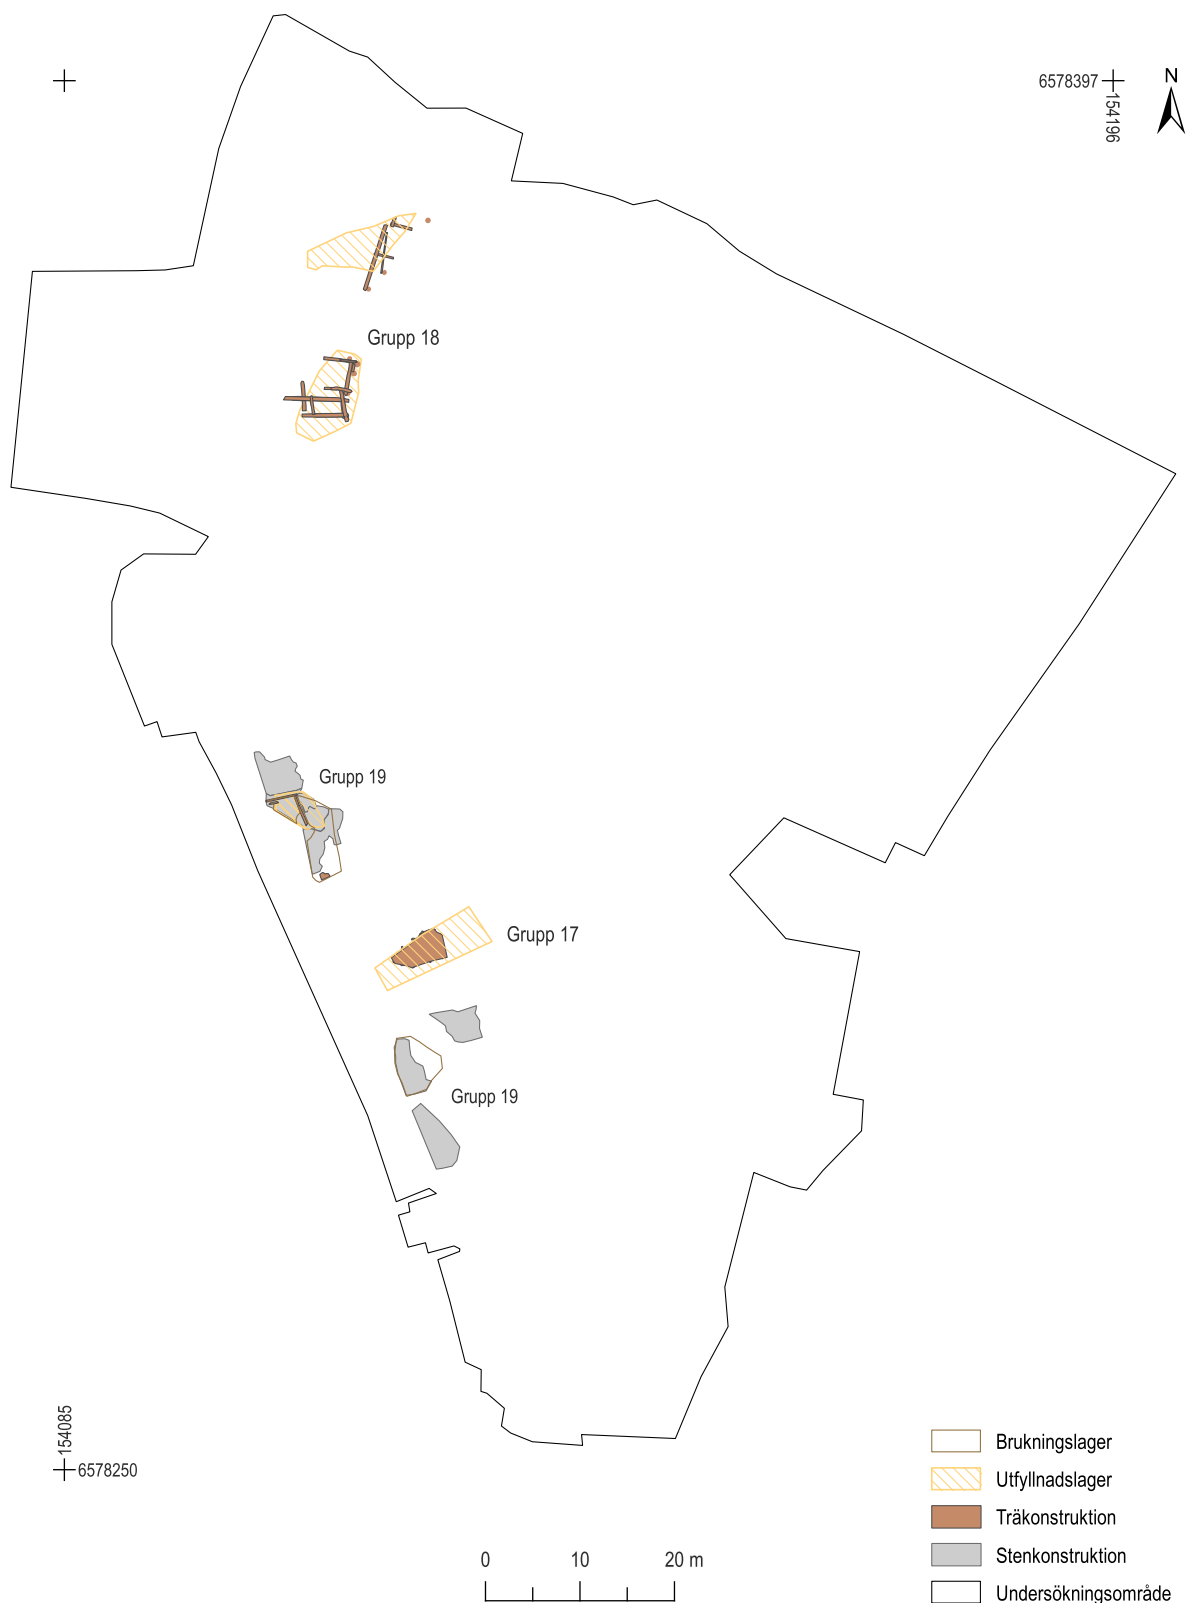 6578397
154196
N
Grupp 18
Grupp 19
Grupp 17
Grupp 19
154085
6578250
0 10 20 m
Brukningslager
Utfyllnadslager
Träkonstruktion
Stenkonstruktion
Undersökningsområde